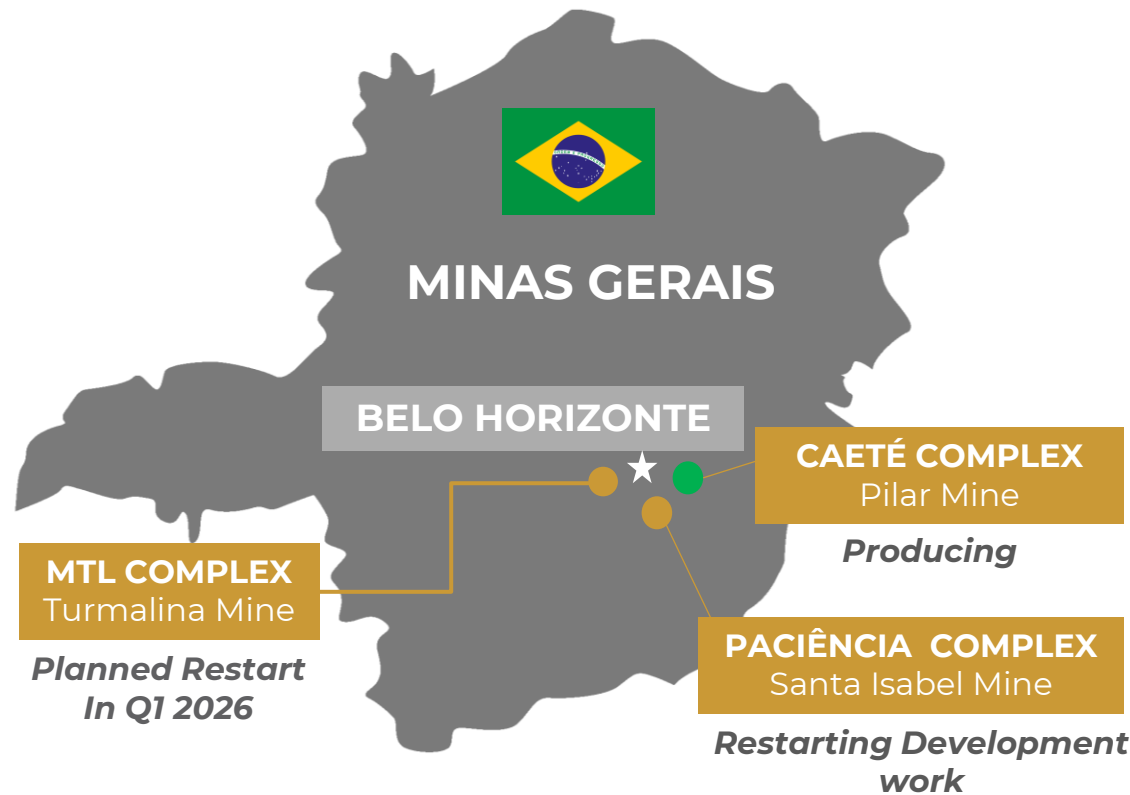 MINAS GERAIS
BELO HORIZONTE
CAETÉ COMPLEX
Pilar Mine
Producing
MTL COMPLEX
Turmalina Mine
Planned Restart
In Q1 2026
PACIÊNCIA COMPLEX
Santa Isabel Mine
Restarting Development
work